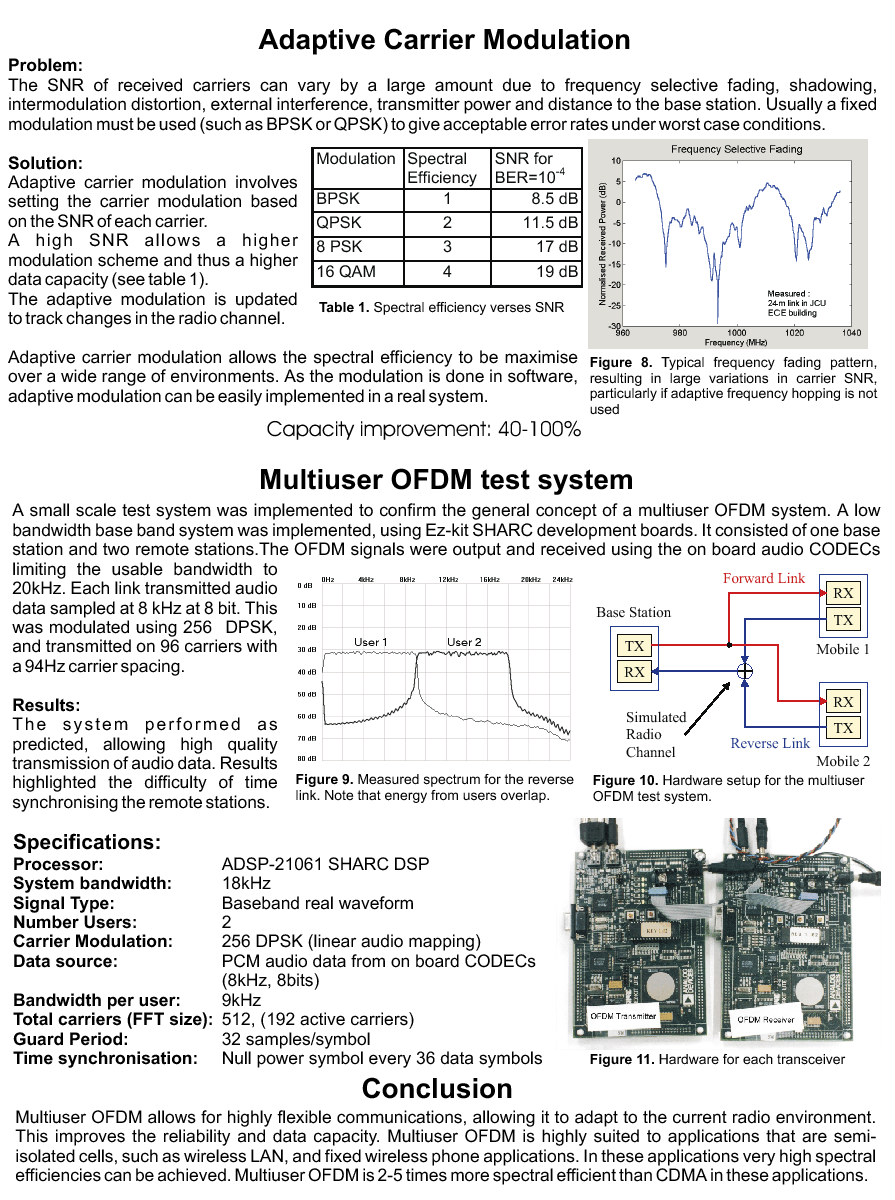 Adaptive Carrier Modulation
Problem:
The SNR of received carriers can vary by a large amount due to frequency selective fading, shadowing,
intermodulation distortion, external interference, transmitter power and distance to the base station. Usually a fixed
modulation must be used (such as BPSK or QPSK) to give acceptable error rates under worst case conditions.
Solution:
Adaptive carrier modulation involves
setting the carrier modulation based
on the SNR of each carrier.
A high SNR allows a higher
modulation scheme and thus a higher
data capacity (see table 1).
The adaptive modulation is updated
to track changes in the radio channel.
Modulation Spectral Efficiency SNR for BER=10-4
BPSK 1 8.5 dB
QPSK 2 11.5 dB
8 PSK 3 17 dB
16 QAM 4 19 dB
Table 1. Spectral efficiency verses SNR
Frequency Selective Fading
Normalised Received Power (dB)
10
5
0
-5
-10
-15
-20
-25
-30
Measured :
24-m link in JCU
ECE building
960 980 1000 1020 1040
Frequency (MHz)
Figure 8. Typical frequency fading pattern,
resulting in large variations in carrier SNR,
particularly if adaptive frequency hopping is not
used
Adaptive carrier modulation allows the spectral efficiency to be maximise
over a wide range of environments. As the modulation is done in software,
adaptive modulation can be easily implemented in a real system.
Capacity improvement: 40-100%
Multiuser OFDM test system
A small scale test system was implemented to confirm the general concept of a multiuser OFDM system. A low
bandwidth base band system was implemented, using Ez-kit SHARC development boards. It consisted of one base
station and two remote stations.The OFDM signals were output and received using the on board audio CODECs
limiting the usable bandwidth to
20kHz. Each link transmitted audio
data sampled at 8 kHz at 8 bit. This
was modulated using 256 DPSK,
and transmitted on 96 carriers with
a 94Hz carrier spacing.
Results:
The system performed as
predicted, allowing high quality
transmission of audio data. Results
highlighted the difficulty of time
synchronising the remote stations.
0Hz 4kHz 8kHz 12kHz 16kHz 20kHz 24kHz
0 dB
10 dB
20 dB
30 dB
40 dB
50 dB
60 dB
70 dB
80 dB
User 1 User 2
Figure 9. Measured spectrum for the reverse
link. Note that energy from users overlap.
Forward Link
Base Station
TX
RX
RX
TX
Mobile 1
Simulated
Radio
Channel
Reverse Link
RX
TX
Mobile 2
Figure 10. Hardware setup for the multiuser
OFDM test system.
Specifications:
Processor: ADSP-21061 SHARC DSP
System bandwidth: 18kHz
Signal Type: Baseband real waveform
Number Users: 2
Carrier Modulation: 256 DPSK (linear audio mapping)
Data source: PCM audio data from on board CODECs
(8kHz, 8bits)
Bandwidth per user: 9kHz
Total carriers (FFT size): 512, (192 active carriers)
Guard Period: 32 samples/symbol
Time synchronisation: Null power symbol every 36 data symbols
OFDM Transmitter
OFDM Receiver
Figure 11. Hardware for each transceiver
Conclusion
Multiuser OFDM allows for highly flexible communications, allowing it to adapt to the current radio environment.
This improves the reliability and data capacity. Multiuser OFDM is highly suited to applications that are semi-
isolated cells, such as wireless LAN, and fixed wireless phone applications. In these applications very high spectral
efficiencies can be achieved. Multiuser OFDM is 2-5 times more spectral efficient than CDMA in these applications.